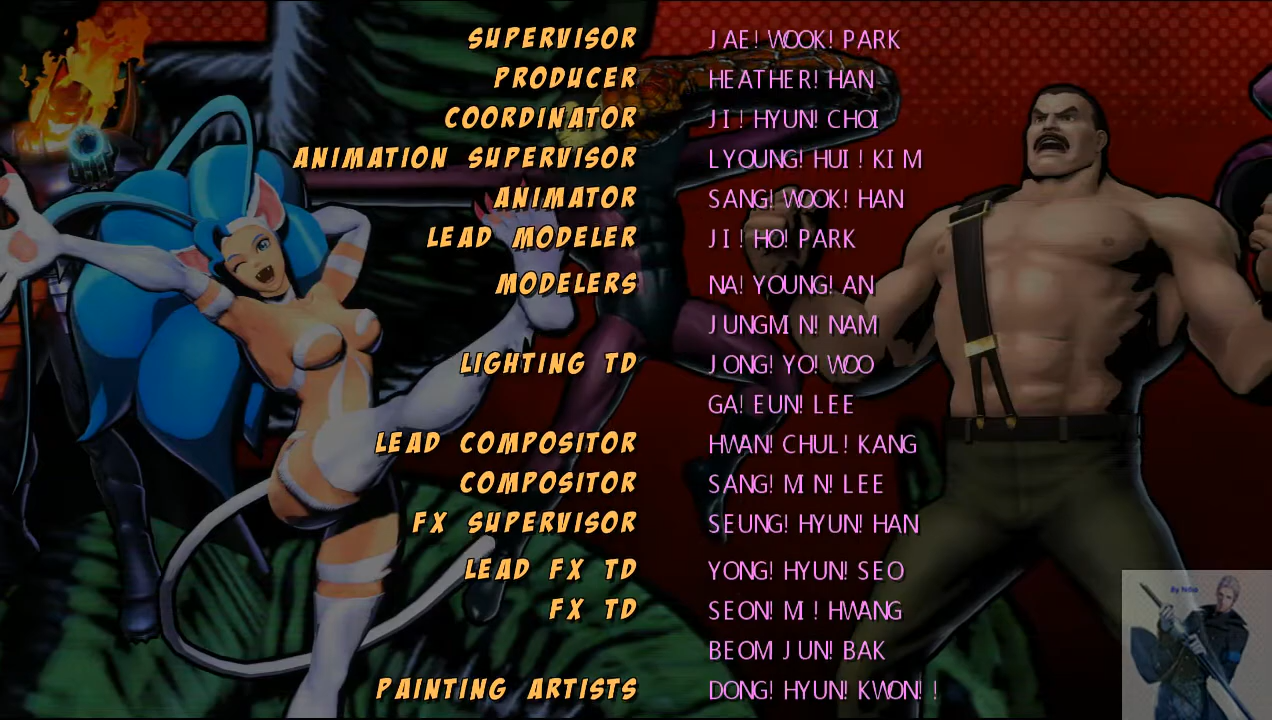 SUPERVISOR JAE! WOOK! PARK
PRODUCER HEATHER! HAN
COORDINATOR JI! HYUN! CHOI
ANIMATION SUPERVISOR LYOUNG! HUI! KIM
ANIMATOR SANG! WOOK! HAN
LEAD MODELER JI! HO! PARK
MODELERS NA! YOUNG! AN
JUNGMIN! NAM
LIGHTING TD JONG! YO! WOO
GA! EUN! LEE
LEAD COMPOSITOR HWAN! CHUL! KANG
COMPOSITOR SANG! MIN! LEE
FX SUPERVISOR SEUNG! HYUN! HAN
LEAD FX TD YONG! HYUN! SEO
FX TD SEON! MI! HWANG
BEOMJUN! BAK
PAINTING ARTISTS DONG! HYUN! KWON!!
By